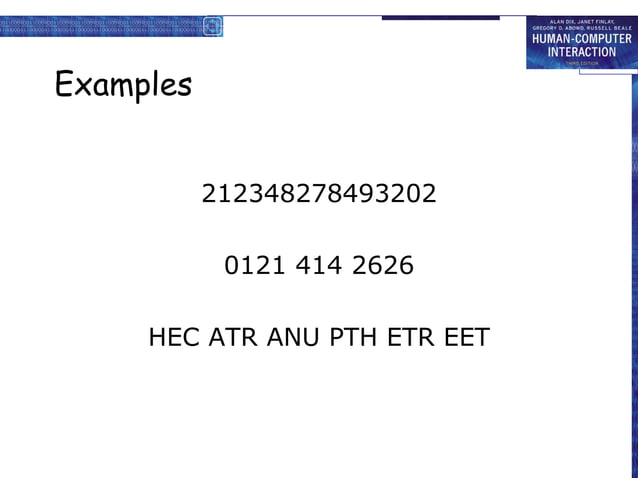 ALAN DIX, JANET FINLAY,
GREGORY D. ABOWD, RUSSELL BEALE
HUMAN-COMPUTER
INTERACTION
THIRD EDITION
Examples
212348278493202
0121 414 2626
HEC ATR ANU PTH ETR EET